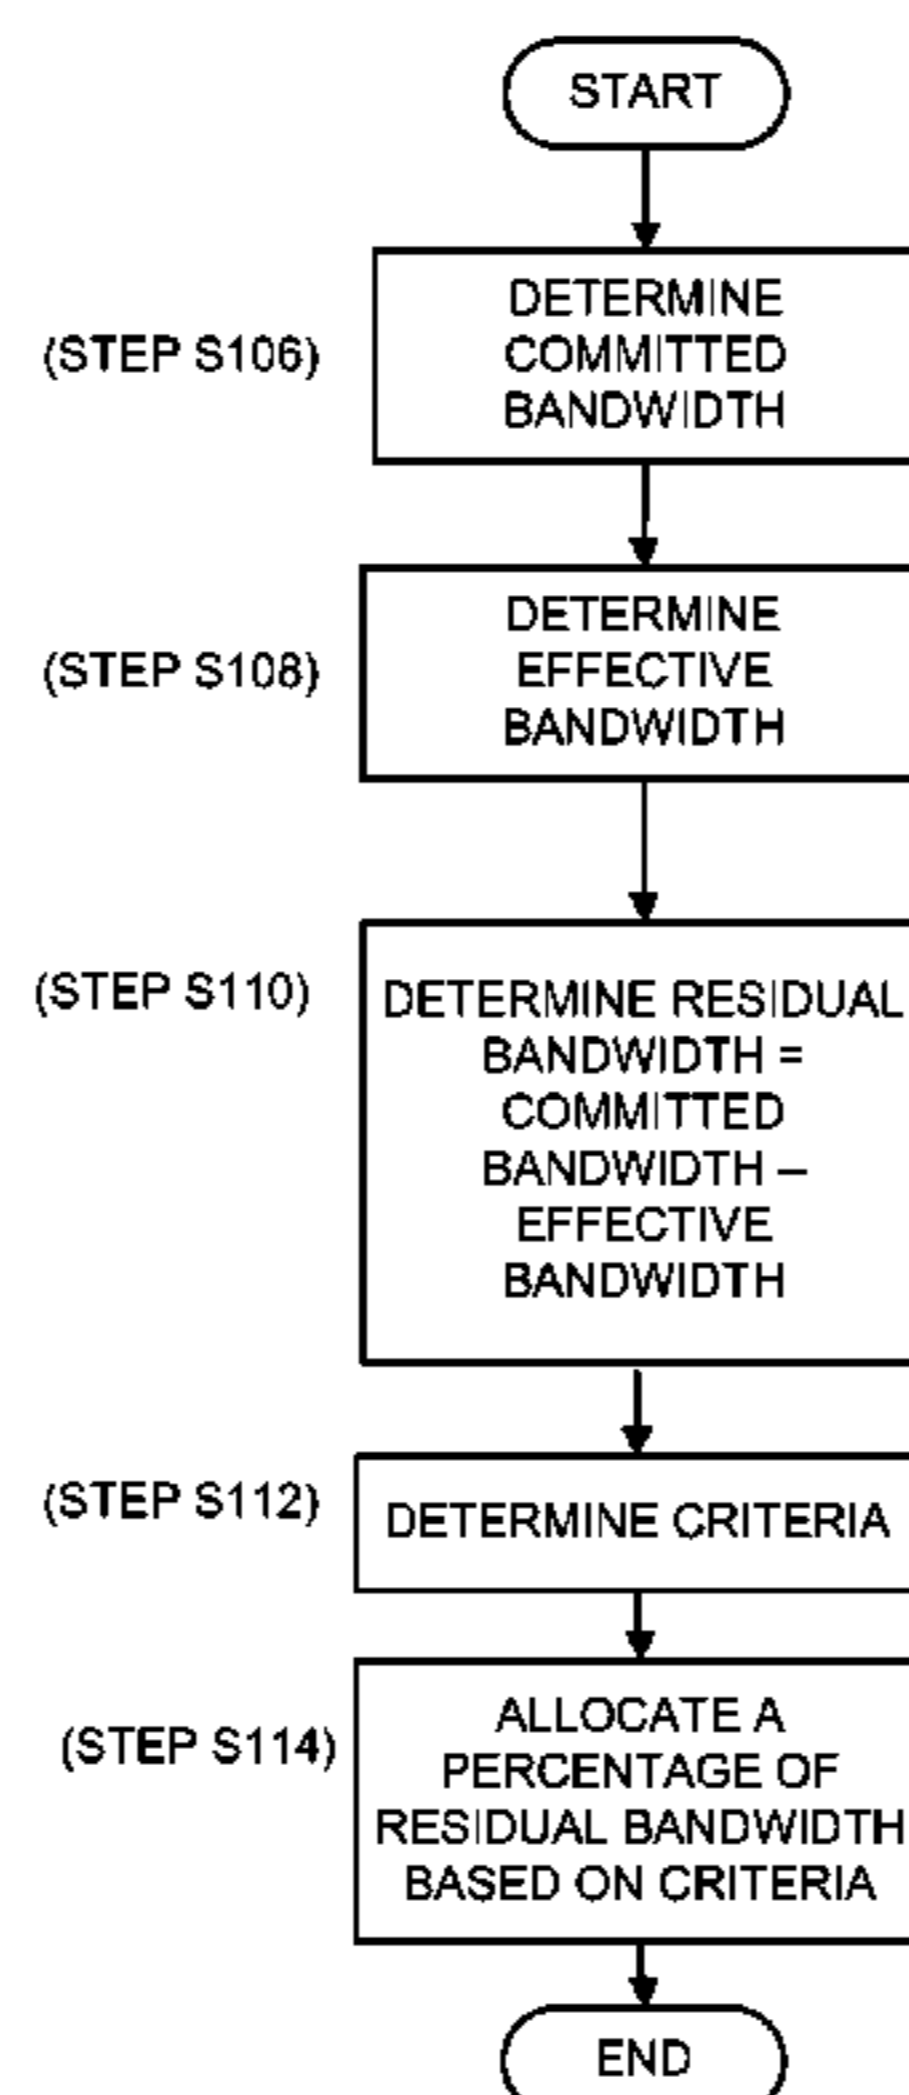 START
(STEP S106)
DETERMINE
COMMITTED
BANDWIDTH
(STEP S108)
DETERMINE
EFFECTIVE
BANDWIDTH
(STEP S110)
DETERMINE RESIDUAL
BANDWIDTH =
COMMITTED
BANDWIDTH –
EFFECTIVE
BANDWIDTH
(STEP S112)
DETERMINE CRITERIA
(STEP S114)
ALLOCATE A
PERCENTAGE OF
RESIDUAL BANDWIDTH
BASED ON CRITERIA
END